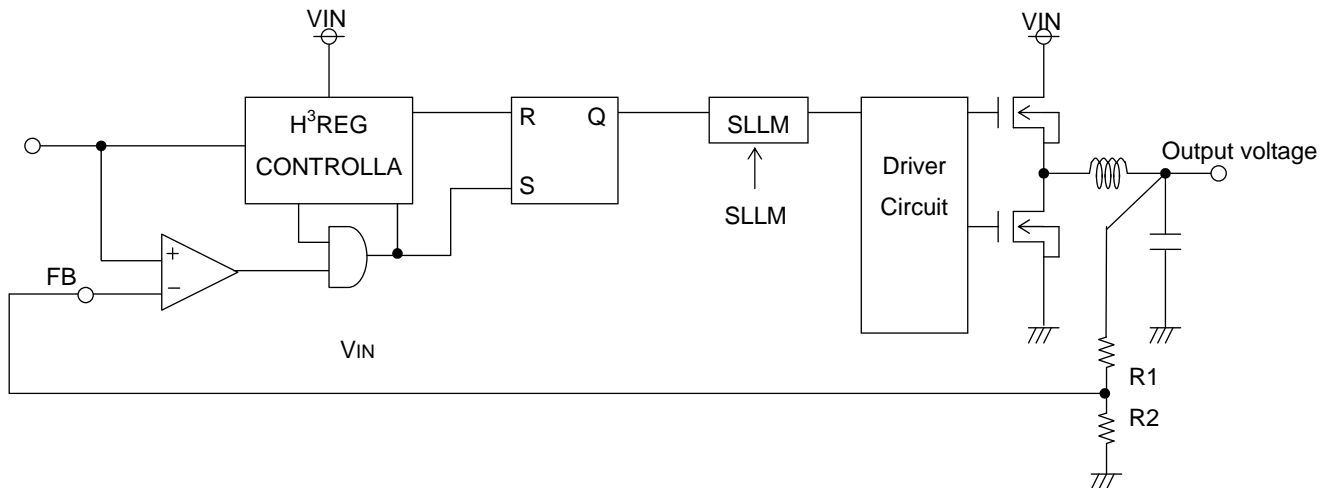 VIN
VIN
H³REG
CONTROLLA
R
Q
S
SLLM
SLLM
Driver
Circuit
Output voltage
+
FB
−
VIN
R1
R2